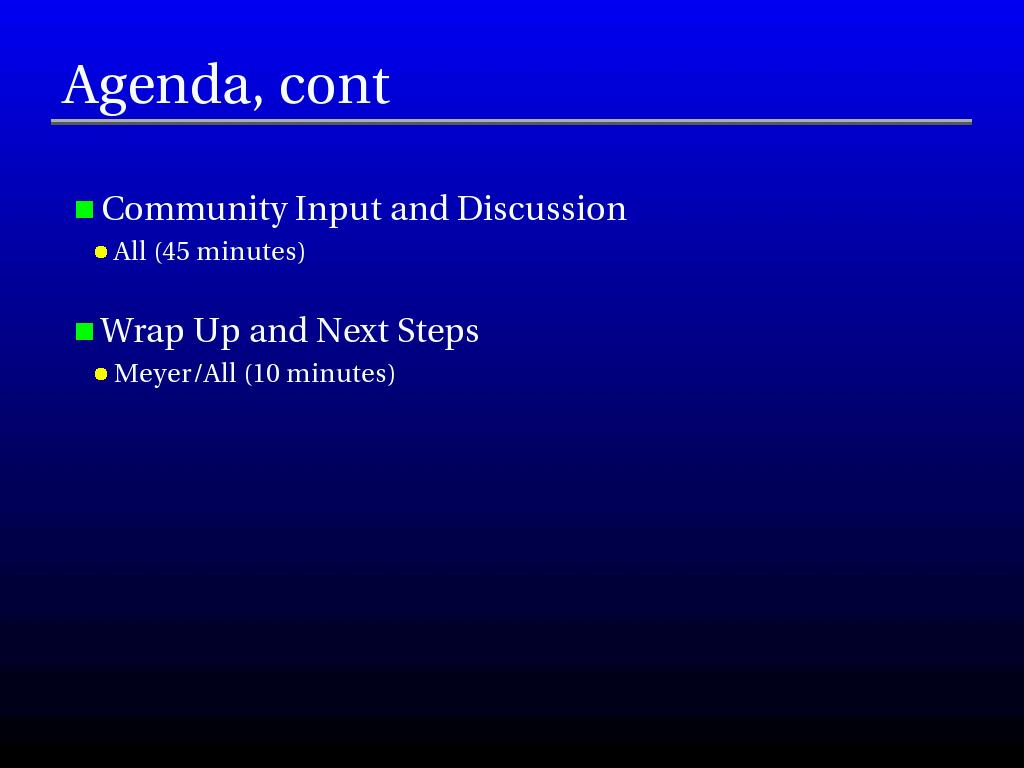 Agenda, cont
Community Input and Discussion
All (45 minutes)
Wrap Up and Next Steps
Meyer/All (10 minutes)